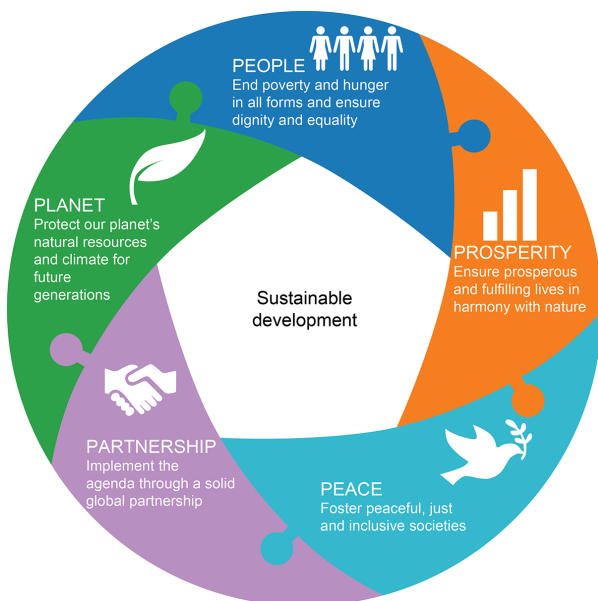 PEOPLE
End poverty and hunger
in all forms and ensure
dignity and equality
PROSPERITY
Ensure prosperous
and fulfilling lives in
harmony with nature
PEACE
Foster peaceful, just
and inclusive societies
PARTNERSHIP
Implement the
agenda through a solid
global partnership
PLANET
Protect our planet’s
natural resources
and climate for
future
generations
Sustainable
development